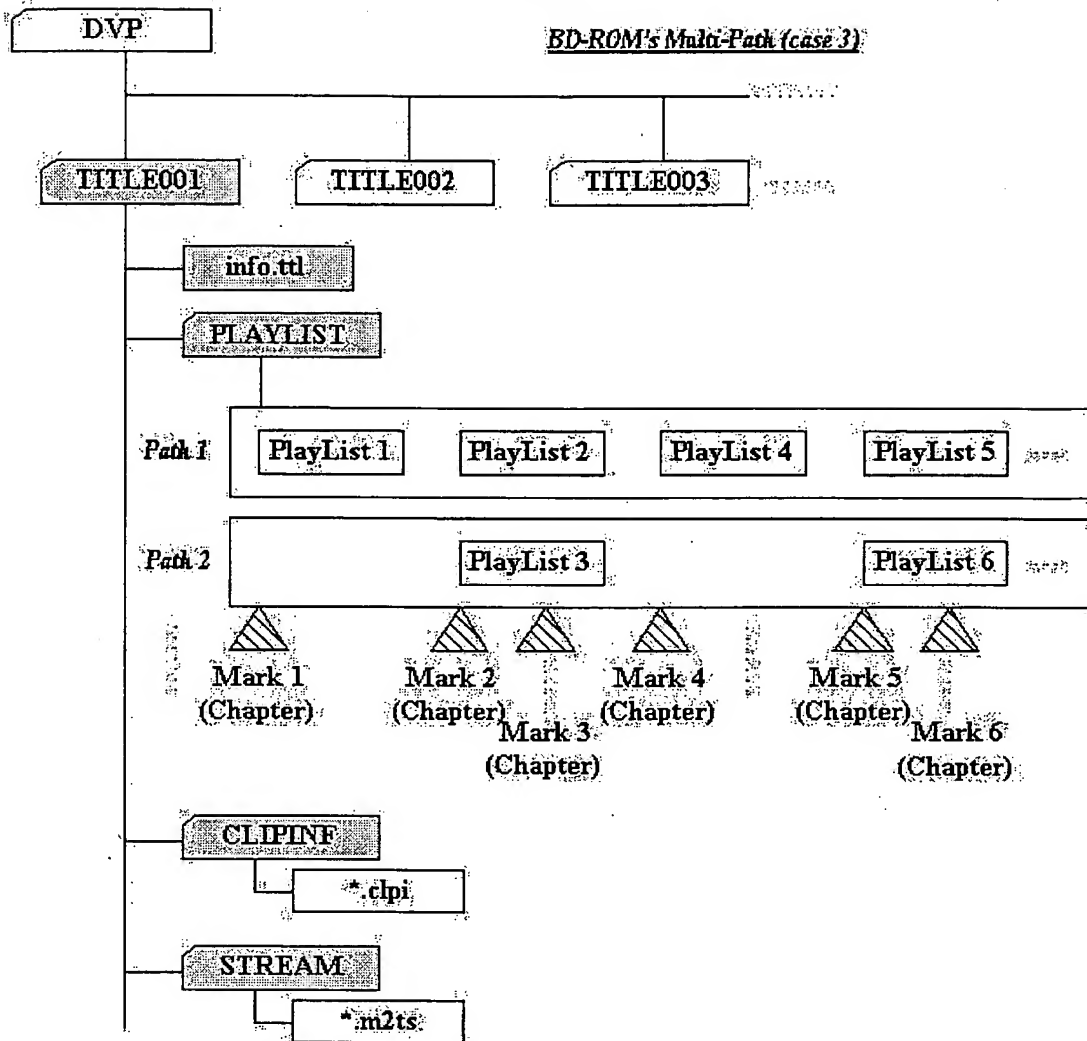 DVP
BD-ROM's Multi-Path (case 3)
TITLE001
TITLE002
TITLE003
info.ttl
PLAYLIST
Path 1
PlayList 1
PlayList 2
PlayList 4
PlayList 5
Path 2
PlayList 3
PlayList 6
Mark 1
(Chapter)
Mark 2
(Chapter)
Mark 3
(Chapter)
Mark 4
(Chapter)
Mark 5
(Chapter)
Mark 6
(Chapter)
CLIPINF
*.clpi
STREAM
*.m2ts